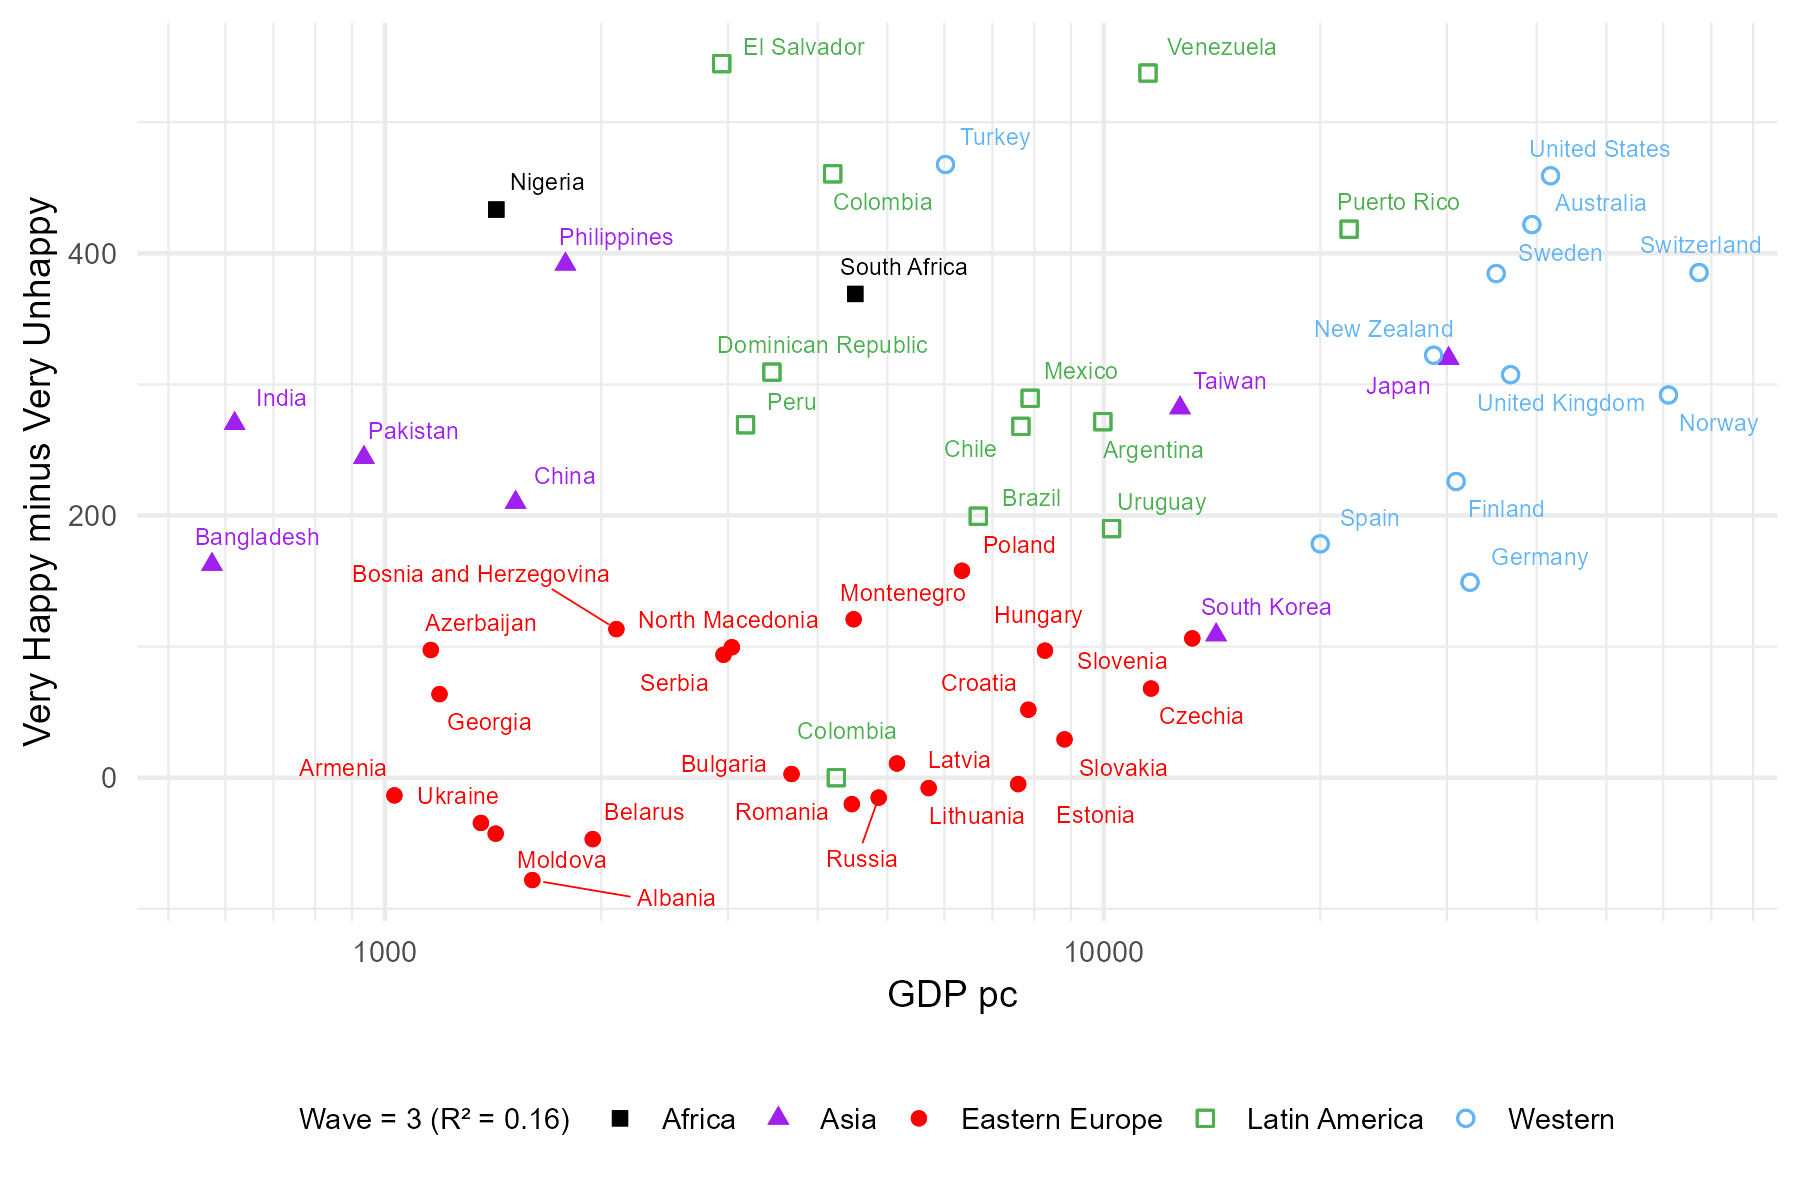 El Salvador
Venezuela
Turkey
United States
Nigeria
Colombia
Australia
Puerto Rico
Philippines
Switzerland
Sweden
400
South Africa
New Zealand
Dominican Republic
Mexico
Taiwan
Japan
India
Peru
United Kingdom
Norway
Pakistan
Chile
Argentina
China
Brazil
Uruguay
Finland
200
Spain
Bangladesh
Poland
Germany
Bosnia and Herzegovina
Montenegro
South Korea
Azerbaijan
North Macedonia
Hungary
Slovenia
Serbia
Croatia
Czechia
Georgia
Colombia
Armenia
Bulgaria
Latvia
Slovakia
0
Ukraine
Belarus
Romania
Lithuania
Estonia
Moldova
Russia
Albania
Very Happy minus Very Unhappy
1000
10000
GDP pc
Wave = 3 (R² = 0.16) Africa Asia Eastern Europe Latin America Western